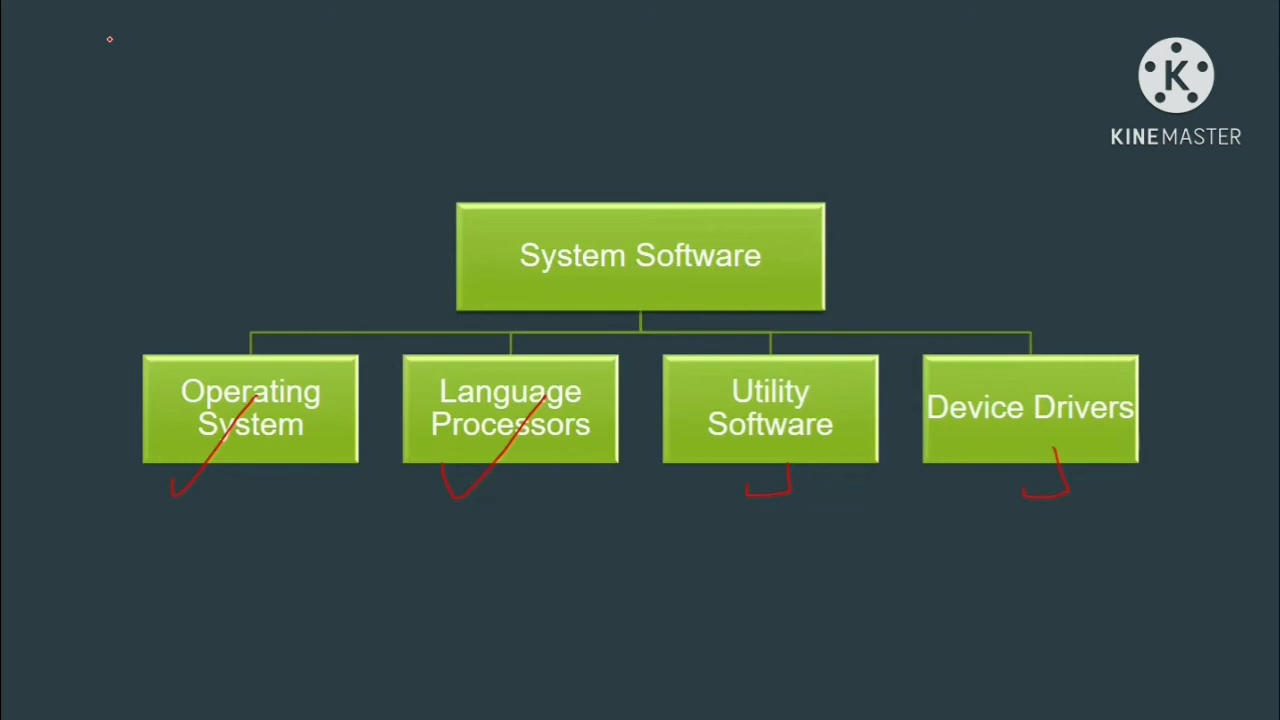 K
KINEMASTER
System Software
Operating
System
Language
Processors
Utility
Software
Device Drivers